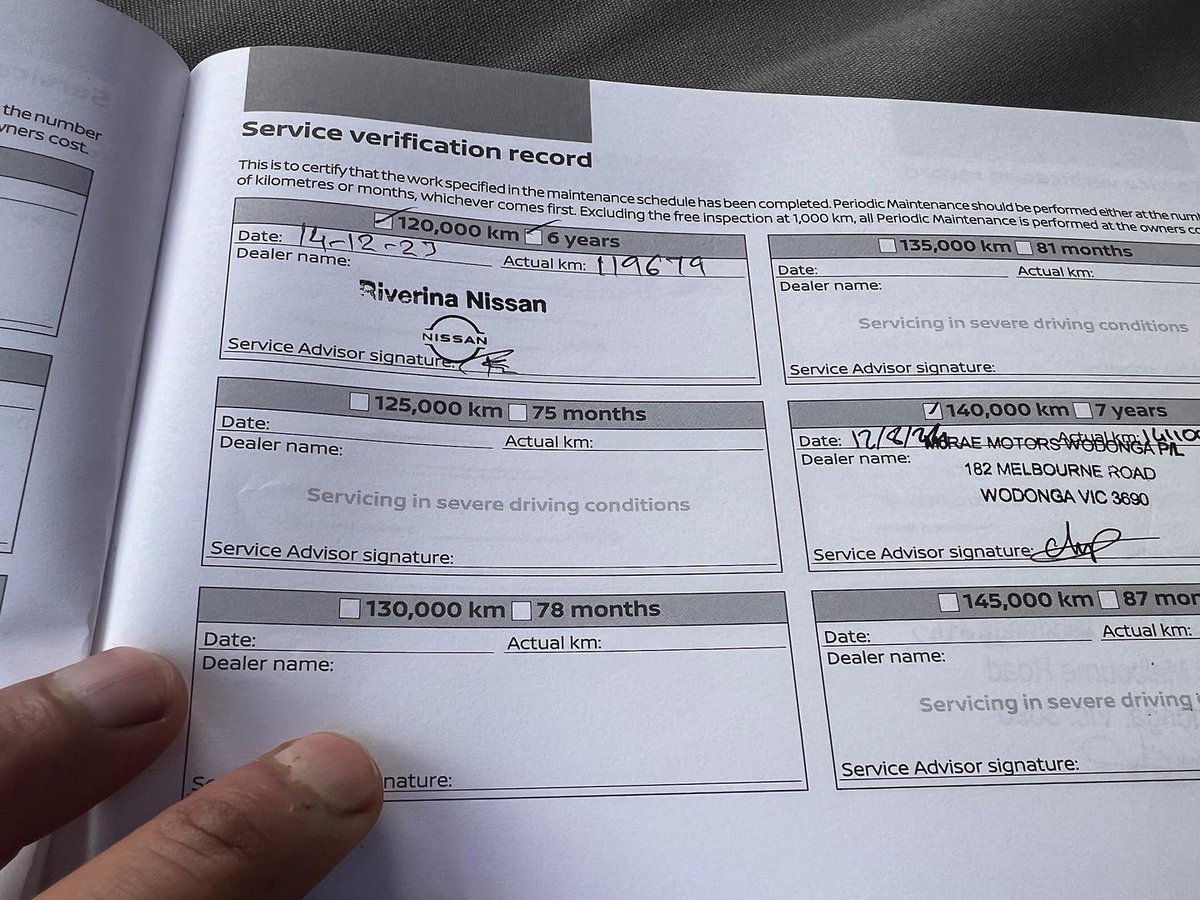 the number
wners cost.
Service verification record
This is to certify that the work specified in the maintenance schedule has been completed. Periodic Maintenance should be performed either at the num
of kilometres or months, whichever comes first. Excluding the free inspection at 1,000 km, all Periodic Maintenance is performed at the owners co
120,000 km 6 years
Date: 14-12-23
Actual km: 119679
Dealer name:
Riverina Nissan
NISSAN
Service Advisor signature:
125,000 km 75 months
Date:
Actual km:
Dealer name:
Servicing in severe driving conditions
Service Advisor signature:
130,000 km 78 months
Date:
Actual km:
Dealer name:
nature:
135,000 km 81 months
Date:
Actual km:
Dealer name:
Servicing in severe driving conditions
Service Advisor signature:
140,000 km 7 years
Date: 12/8/24
Actual km:
Dealer name:
McRAE MOTORS WODONGA P/L
182 MELBOURNE ROAD
WODONGA VIC 3690
Service Advisor signature:
145,000 km 87 mon
Date:
Actual km:
Dealer name:
Servicing in severe driving
Service Advisor signature: